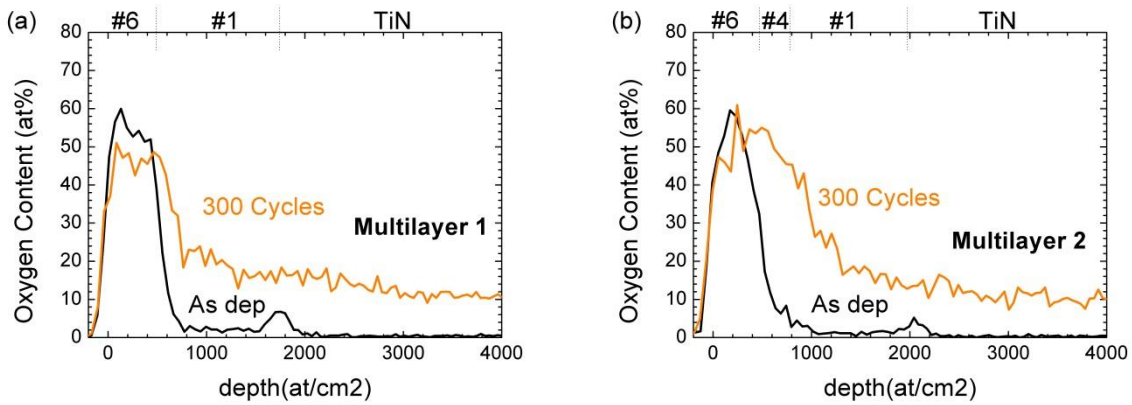 (a)
#6 #1 TiN
80
70
60
50
40
30
20
10
0
Oxygen Content (at%)
300 Cycles
Multilayer 1
As dep
0 1000 2000 3000 4000
depth(at/cm2)
(b)
#6 #4 #1 TiN
80
70
60
50
40
30
20
10
0
Oxygen Content (at%)
300 Cycles
Multilayer 2
As dep
0 1000 2000 3000 4000
depth(at/cm2)